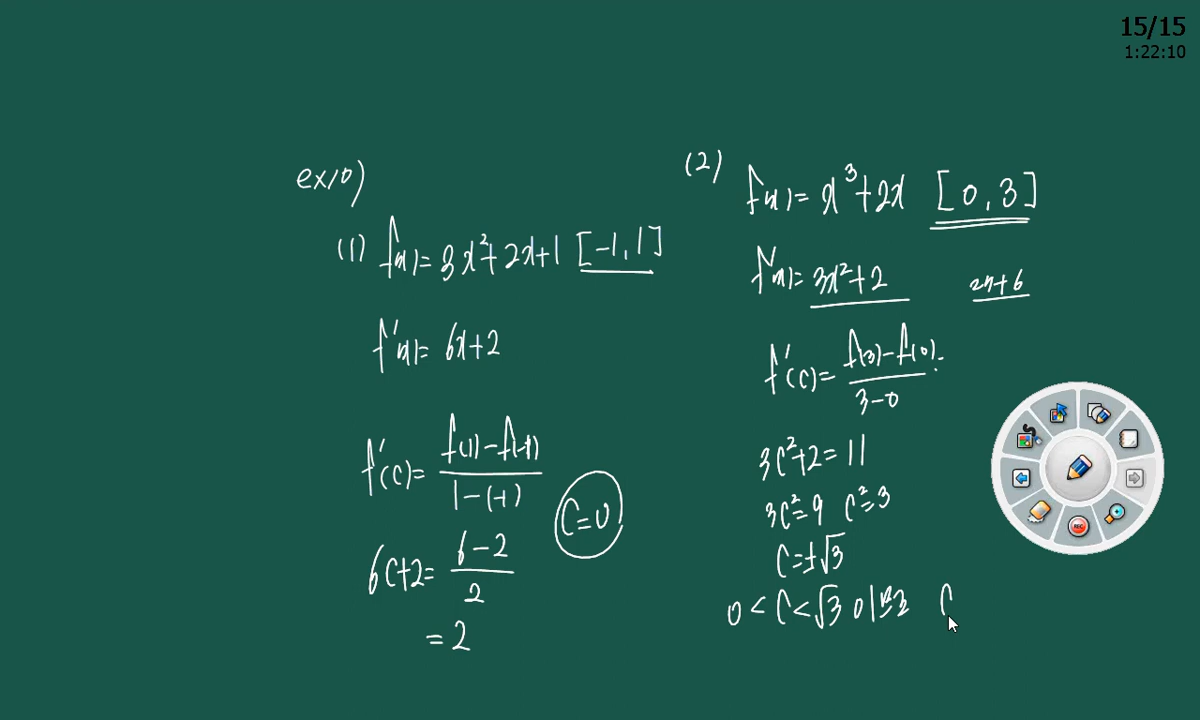 15/15
1:22:10
ex10)
(1) f(x)=3x²+2x+1 [-1,1]
f'(x)=6x+2
f'(c)=(f(1)-f(-1))/(1-(-1))
6c+2=(6-2)/2
=2
c=0
(2) f(x)=x³+2x [0,3]
f'(x)=3x²+2 27+6
f'(c)=(f(3)-f(0))/(3-0)
3c²+2=11
3c²=9 c²=3
c=±√3
0<c<√3 이므로 c
REC